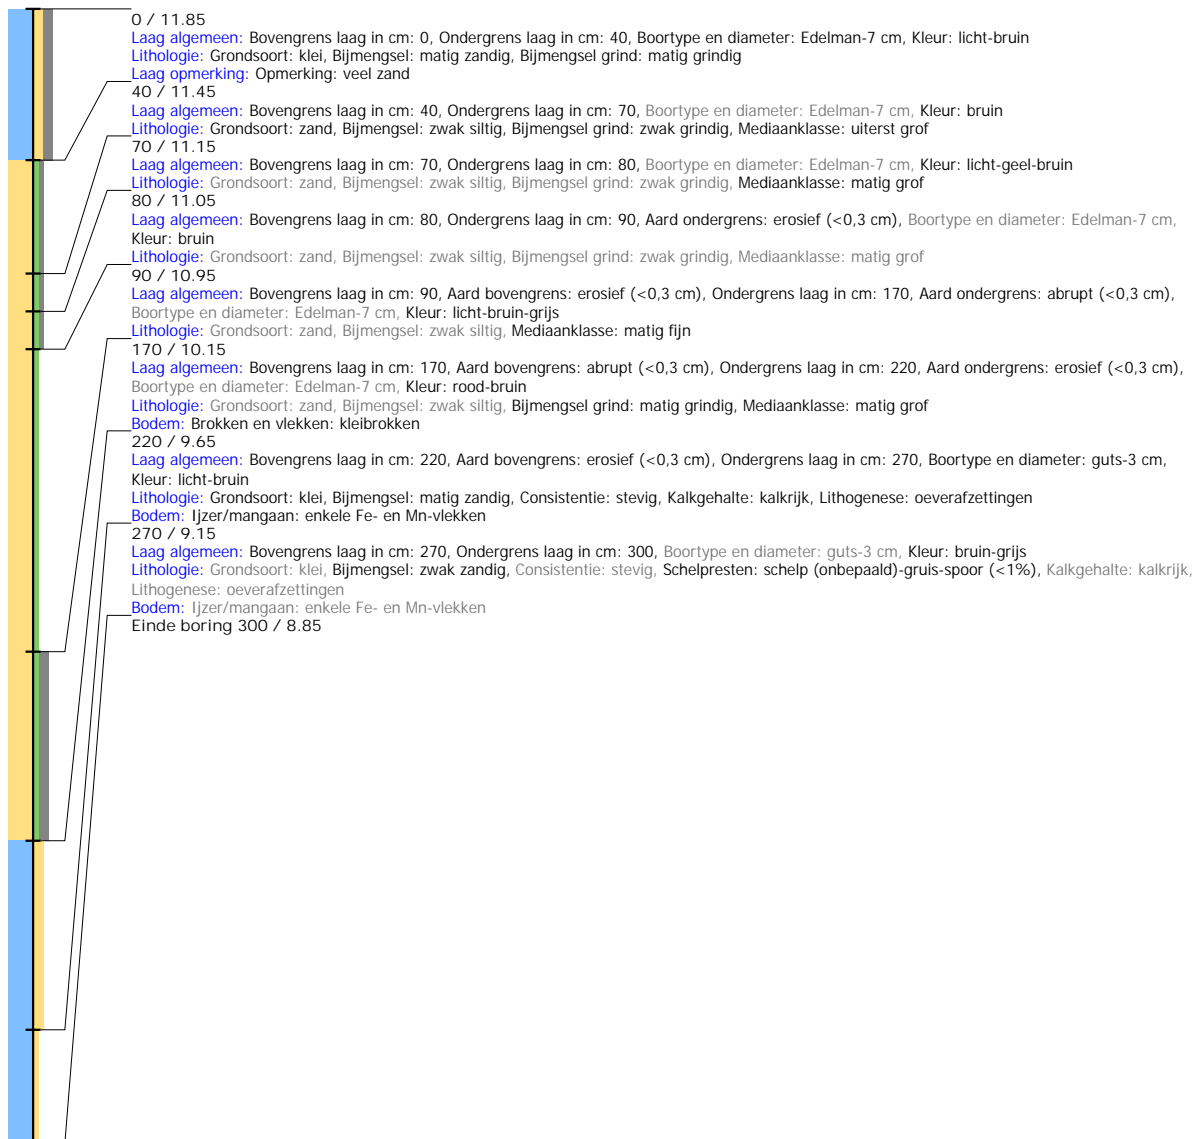 0 / 11.85
Laag algemeen: Bovengrens laag in cm: 0, Ondergrens laag in cm: 40, Boortype en diameter: Edelman-7 cm, Kleur: licht-bruin
Lithologie: Grondsoort: klei, Bijmengsel: matig zandig, Bijmengsel grind: matig grindig
Laag opmerking: Opmerking: veel zand
40 / 11.45
Laag algemeen: Bovengrens laag in cm: 40, Ondergrens laag in cm: 70, Boortype en diameter: Edelman-7 cm, Kleur: bruin
Lithologie: Grondsoort: zand, Bijmengsel: zwak siltig, Bijmengsel grind: zwak grindig, Mediaanklasse: uiterst grof
70 / 11.15
Laag algemeen: Bovengrens laag in cm: 70, Ondergrens laag in cm: 80, Boortype en diameter: Edelman-7 cm, Kleur: licht-geel-bruin
Lithologie: Grondsoort: zand, Bijmengsel: zwak siltig, Bijmengsel grind: zwak grindig, Mediaanklasse: matig grof
80 / 11.05
Laag algemeen: Bovengrens laag in cm: 80, Ondergrens laag in cm: 90, Aard ondergrens: erosief (<0,3 cm), Boortype en diameter: Edelman-7 cm,
Kleur: bruin
Lithologie: Grondsoort: zand, Bijmengsel: zwak siltig, Bijmengsel grind: zwak grindig, Mediaanklasse: matig grof
90 / 10.95
Laag algemeen: Bovengrens laag in cm: 90, Aard bovengrens: erosief (<0,3 cm), Ondergrens laag in cm: 170, Aard ondergrens: abrupt (<0,3 cm),
Boortype en diameter: Edelman-7 cm, Kleur: licht-bruin-grijs
Lithologie: Grondsoort: zand, Bijmengsel: zwak siltig, Mediaanklasse: matig fijn
170 / 10.15
Laag algemeen: Bovengrens laag in cm: 170, Aard bovengrens: abrupt (<0,3 cm), Ondergrens laag in cm: 220, Aard ondergrens: erosief (<0,3 cm),
Boortype en diameter: Edelman-7 cm, Kleur: rood-bruin
Lithologie: Grondsoort: zand, Bijmengsel: zwak siltig, Bijmengsel grind: matig grindig, Mediaanklasse: matig grof
Bodem: Brokken en vlekken: kleibrokken
220 / 9.65
Laag algemeen: Bovengrens laag in cm: 220, Aard bovengrens: erosief (<0,3 cm), Ondergrens laag in cm: 270, Boortype en diameter: guts-3 cm,
Kleur: licht-bruin
Lithologie: Grondsoort: klei, Bijmengsel: matig zandig, Consistentie: stevig, Kalkgehalte: kalkrijk, Lithogenese: oeverafzettingen
Bodem: Ijzer/mangaan: enkele Fe- en Mn-vlekken
270 / 9.15
Laag algemeen: Bovengrens laag in cm: 270, Ondergrens laag in cm: 300, Boortype en diameter: guts-3 cm, Kleur: bruin-grijs
Lithologie: Grondsoort: klei, Bijmengsel: zwak zandig, Consistentie: stevig, Schelpresten: schelp (onbepaald)-gruis-spoor (<1%), Kalkgehalte: kalkrijk,
Lithogenese: oeverafzettingen
Bodem: Ijzer/mangaan: enkele Fe- en Mn-vlekken
Einde boring 300 / 8.85